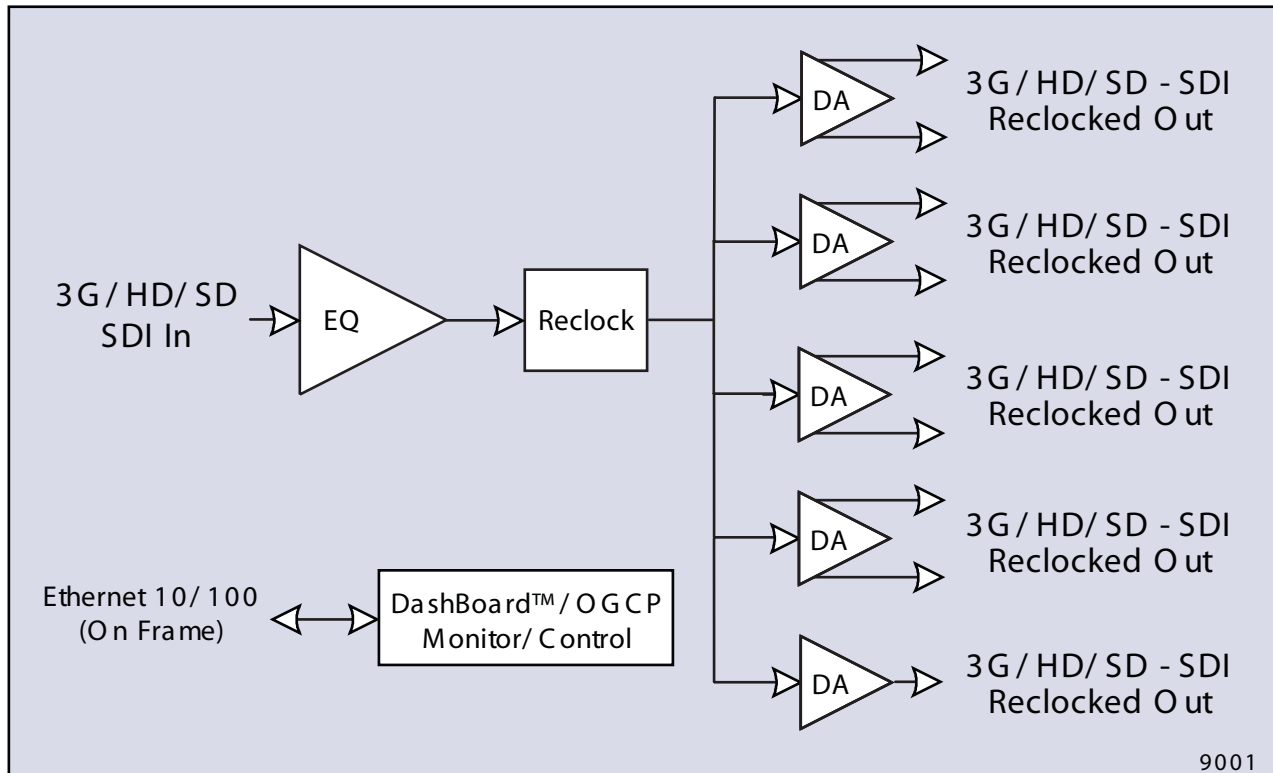 3G/HD/SD
SDI In
EQ
Reclock
DA
3G/HD/SD - SDI
Reclocked Out
DA
3G/HD/SD - SDI
Reclocked Out
DA
3G/HD/SD - SDI
Reclocked Out
DA
3G/HD/SD - SDI
Reclocked Out
DA
3G/HD/SD - SDI
Reclocked Out
Ethernet 10/100
(On Frame)
DashBoard™/OGCP
Monitor/Control
9001